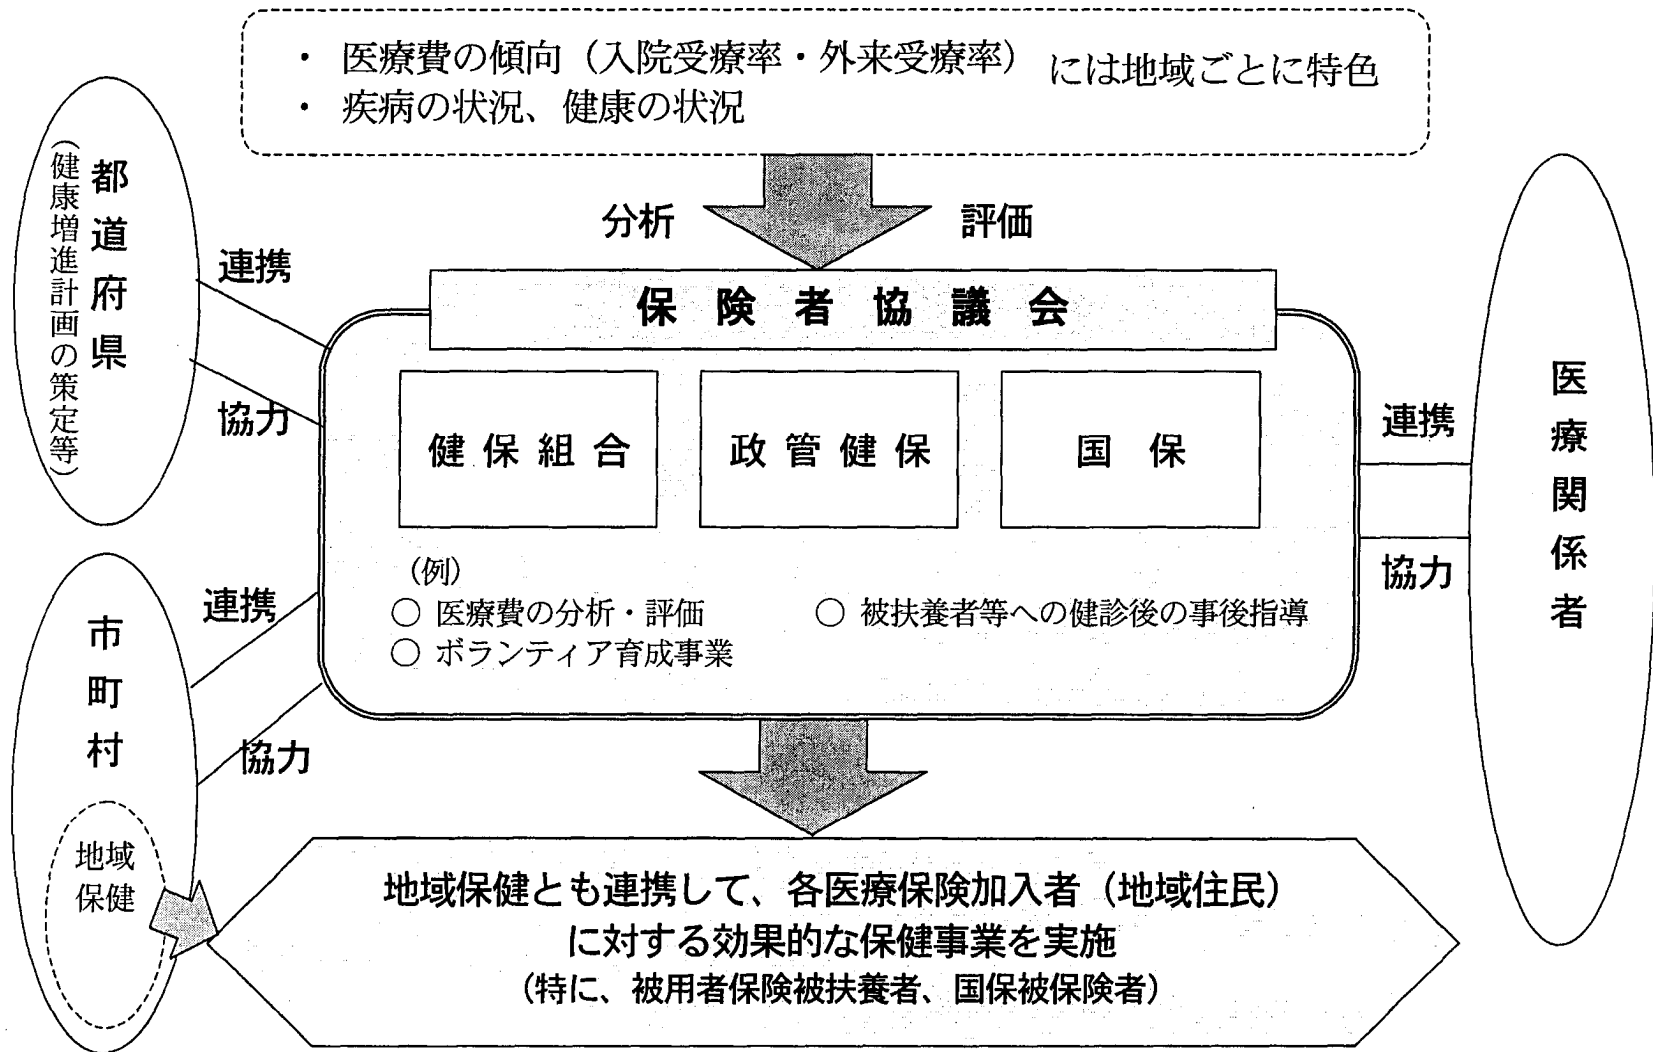 ・ 医療費の傾向（入院受療率・外来受療率）
・ 疾病の状況、健康の状況
には地域ごとに特色
分析
評価
都道府県
（健康増進計画の策定等）
連携
協力
保険者協議会
健保組合
政管健保
国保
（例）
○ 医療費の分析・評価
○ 被扶養者等への健診後の事後指導
○ ボランティア育成事業
連携
協力
医療関係者
市町村
連携
協力
地域
保健
地域保健とも連携して、各医療保険加入者（地域住民）
に対する効果的な保健事業を実施
（特に、被用者保険被扶養者、国保被保険者）